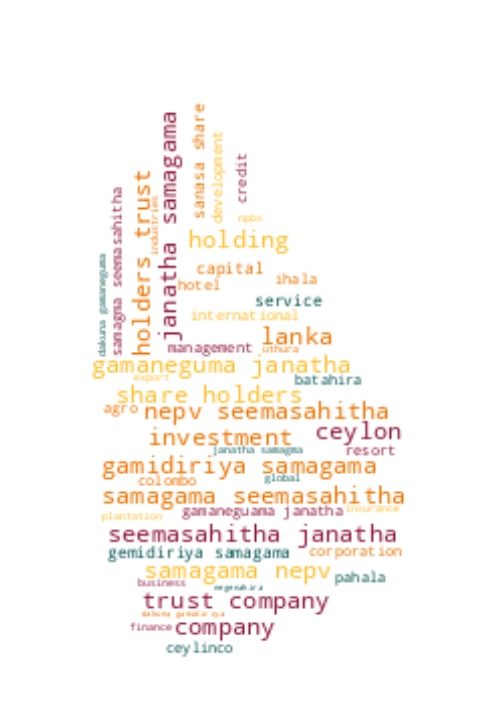 janatha samagama
sanasa share
development
credit
holders trust
industries
samagma seemasahitha
dakuna gamaneguma
npbs
holding
capital
hotel
ihala
service
international
lanka
management
uthura
gamaneguma janatha
export
batahira
share holders
agro
nepv seemasahitha
investment
ceylon
janatha samagma
resort
gamidiriya samagama
colombo
global
samagama seemasahitha
plantation
gamaneguama janatha
insurance
seemasahitha janatha
gemidiriya samagama
corporation
samagama nepv
pahala
business
negenahira
trust company
dakuna gamidiriya
finance
company
ceylinco